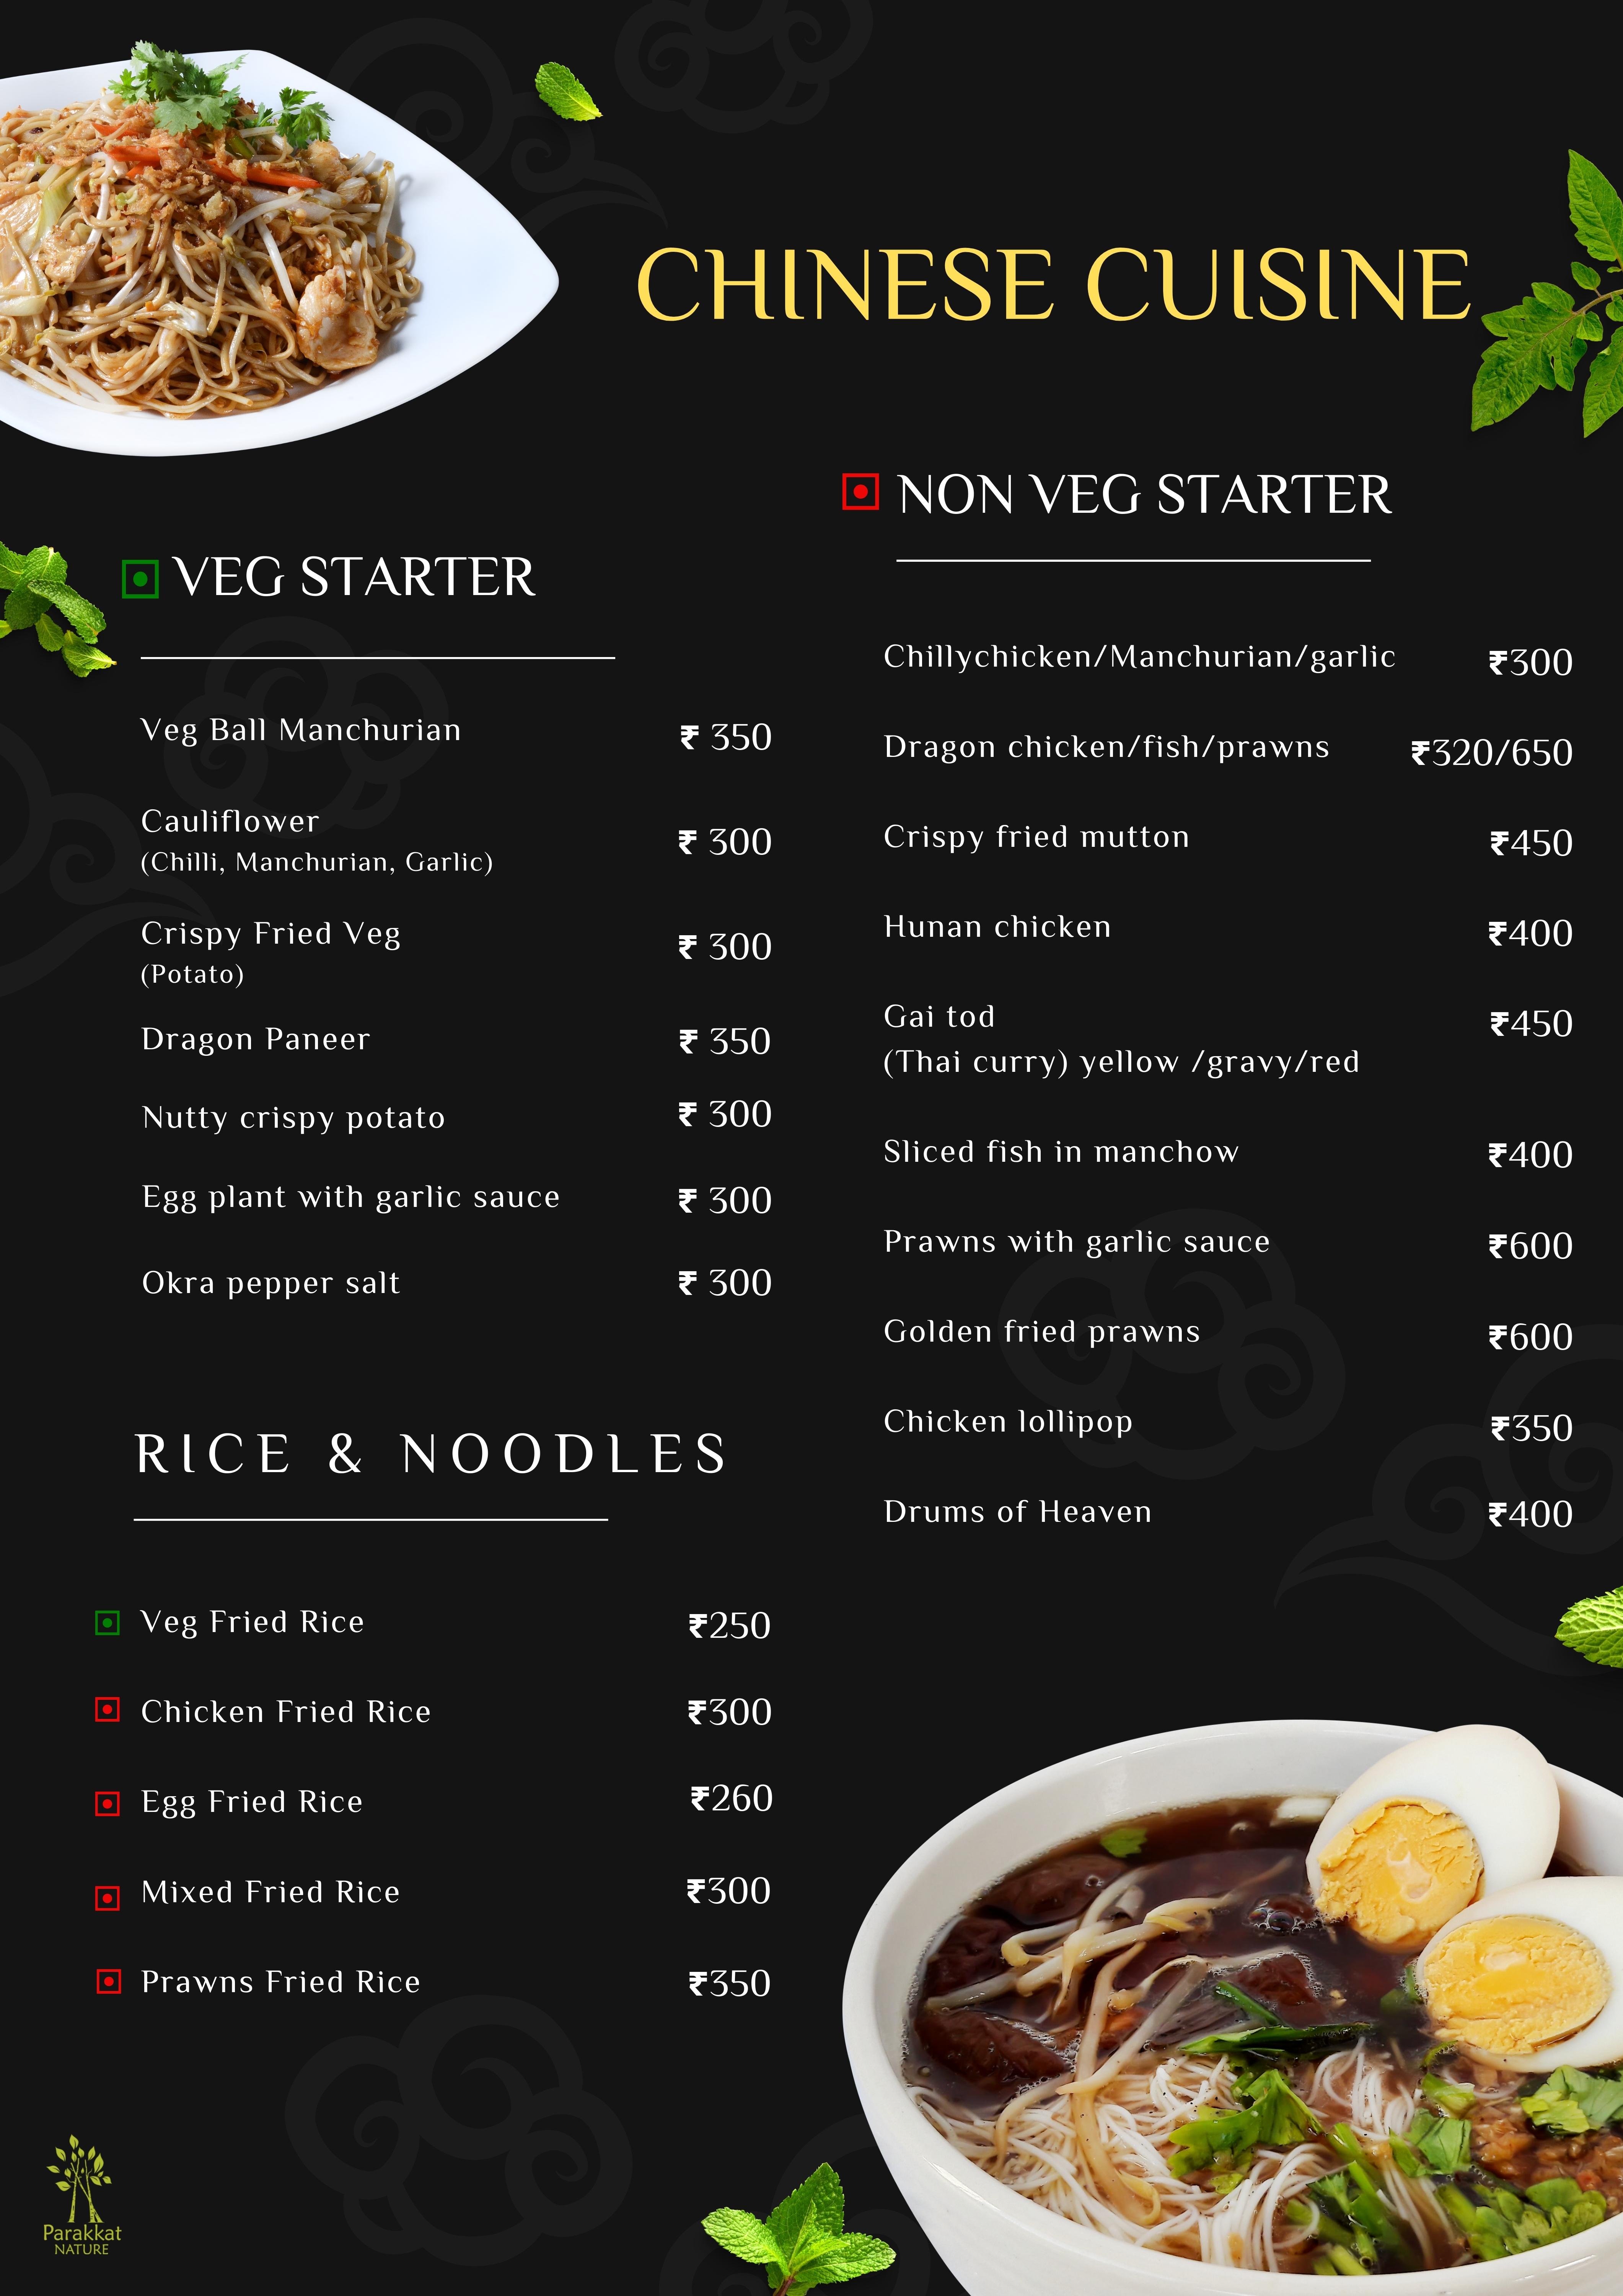 CHINESE CUISINE
VEG STARTER
Veg Ball Manchurian ₹ 350
Cauliflower
(Chilli, Manchurian, Garlic) ₹ 300
Crispy Fried Veg
(Potato) ₹ 300
Dragon Paneer ₹ 350
Nutty crispy potato ₹ 300
Egg plant with garlic sauce ₹ 300
Okra pepper salt ₹ 300
RICE & NOODLES
Veg Fried Rice ₹250
Chicken Fried Rice ₹300
Egg Fried Rice ₹260
Mixed Fried Rice ₹300
Prawns Fried Rice ₹350
NON VEG STARTER
Chillychicken/Manchurian/garlic ₹300
Dragon chicken/fish/prawns ₹320/650
Crispy fried mutton ₹450
Hunan chicken ₹400
Gai tod ₹450
(Thai curry) yellow /gravy/red
Sliced fish in manchow ₹400
Prawns with garlic sauce ₹600
Golden fried prawns ₹600
Chicken lollipop ₹350
Drums of Heaven ₹400
Parakkat
NATURE